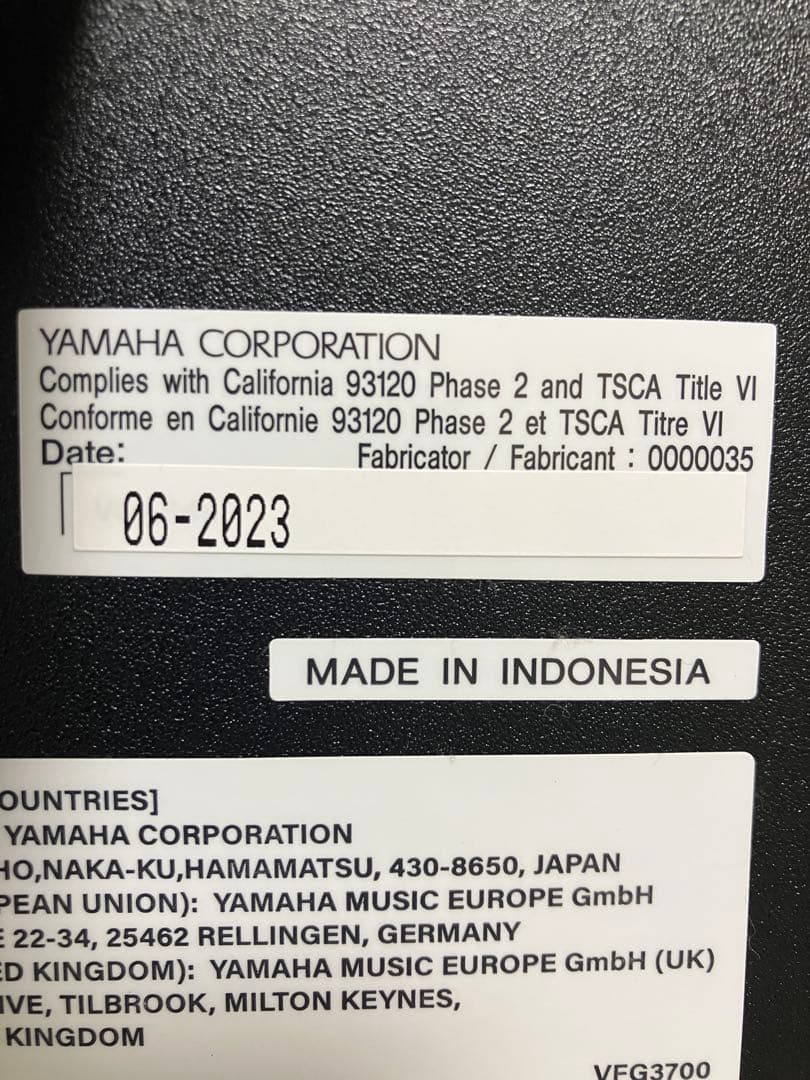 YAMAHA CORPORATION
Complies with California 93120 Phase 2 and TSCA Title VI
Conforme en Californie 93120 Phase 2 et TSCA Titre VI
Date:
Fabricator / Fabricant : 0000035
06-2023
MADE IN INDONESIA
OUNTRIES]
YAMAHA CORPORATION
HO,NAKA-KU,HAMAMATSU, 430-8650, JAPAN
PEAN UNION): YAMAHA MUSIC EUROPE GmbH
E 22-34, 25462 RELLINGEN, GERMANY
ED KINGDOM): YAMAHA MUSIC EUROPE GmbH (UK)
IVE, TILBROOK, MILTON KEYNES,
KINGDOM
VFG3700